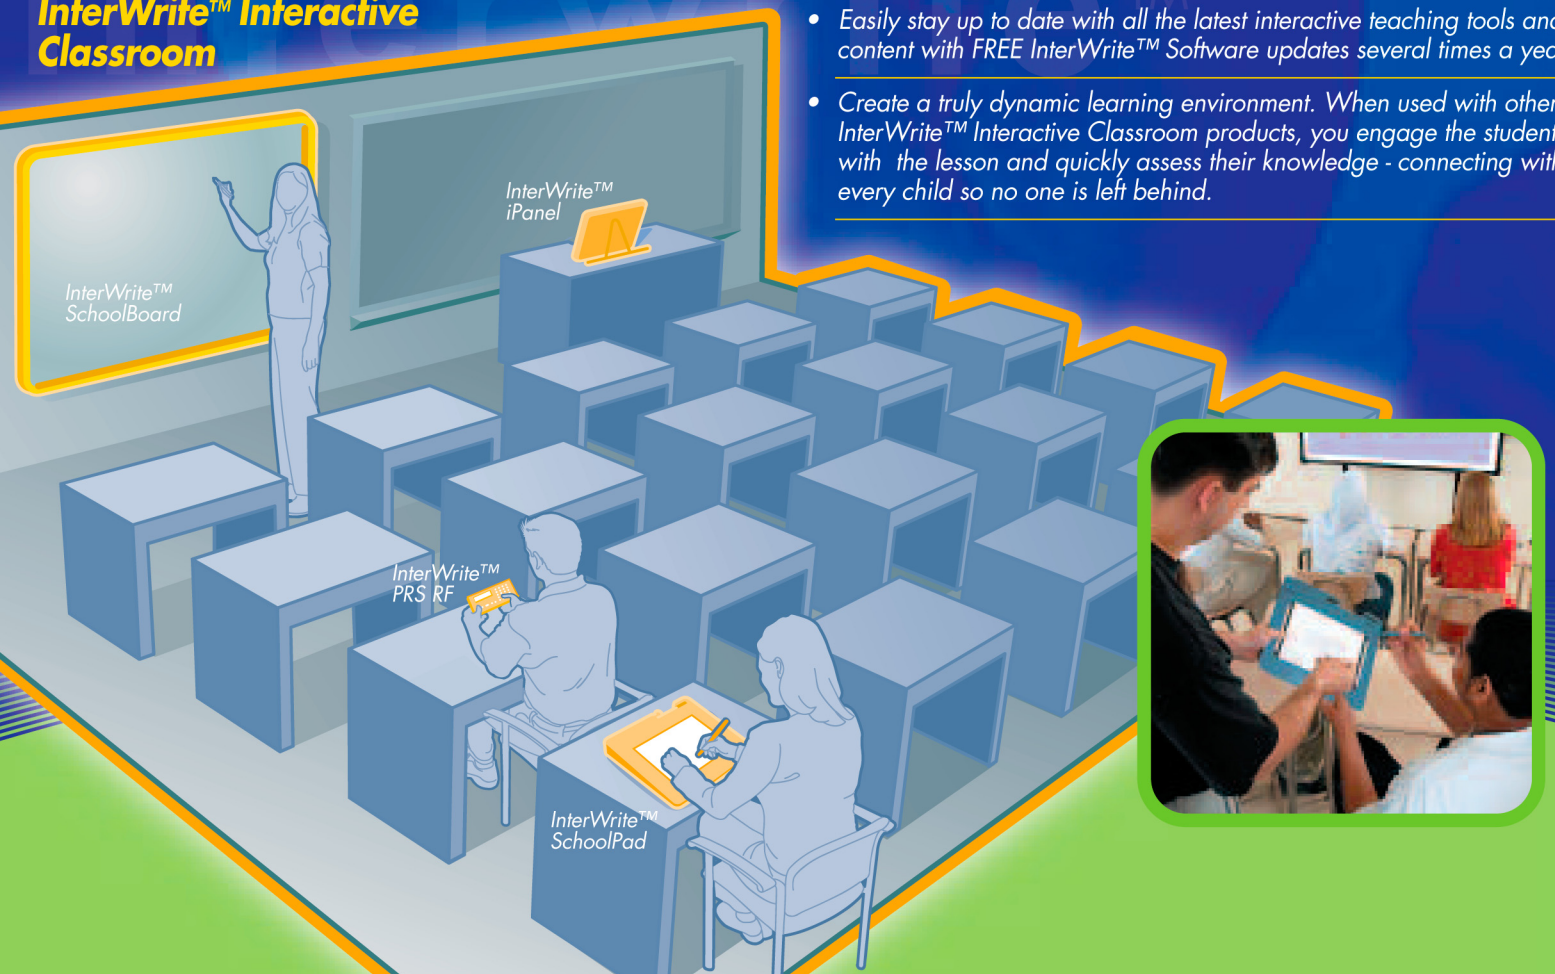 InterWrite™ Interactive
Classroom
• Easily stay up to date with all the latest interactive teaching tools and
content with FREE InterWrite™ Software updates several times a
• Create a truly dynamic learning environment. When used with other
InterWrite™ Interactive Classroom products, you engage the
with the lesson and quickly assess their knowledge - connecting
every child so no one is left behind.
InterWrite™
iPanel
InterWrite™
SchoolBoard
InterWrite™
PRS RF
InterWrite™
SchoolPad